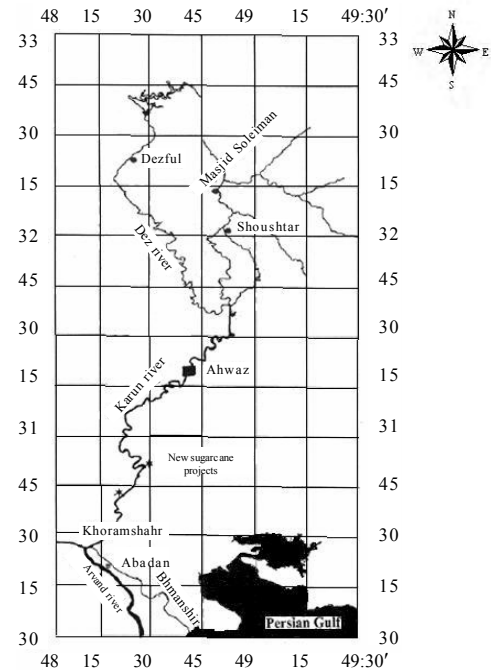 48 15 30 45 49 49:30′
N
W E
S
33 33
45 45
30 30
Dezful
Masjid Soleiman
15 15
Shoushtar
32 32
Dez river
45 45
30 30
Ahwaz
15 15
Karun river
31 31
New sugarcane
projects
45 45
30 30
Khoramshahr
Abadan
Arvand river
Bhmanshir
15 15
Persian Gulf
30 30
48 15 30 45 49 15 49:30′